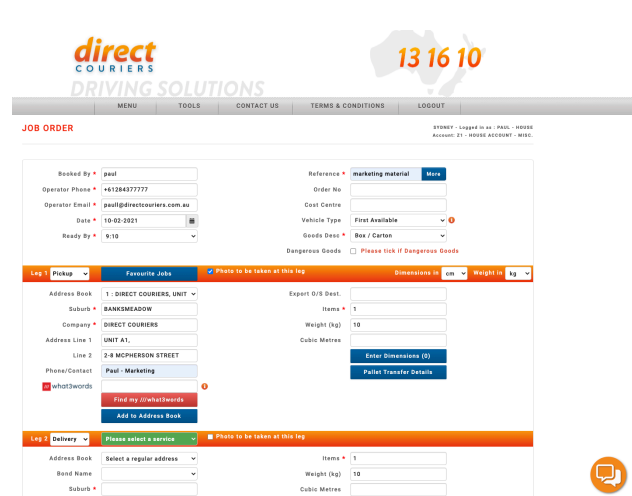 direct
COURIERS
13 16 10
DRIVING SOLUTIONS
MENU TOOLS CONTACT US TERMS & CONDITIONS LOGOUT
JOB ORDER
SYDNEY - Logged in as : PAUL - HOUSE
Account: Z1 - HOUSE ACCOUNT - MISC.
Booked By * paul Reference * marketing material More
Operator Phone * +61284377777 Order No
Operator Email * paull@directcouriers.com.au Cost Centre
Date * 10-02-2021 Vehicle Type First Available
Ready By * 9:10 Goods Desc * Box / Carton
Dangerous Goods Please tick if Dangerous Goods
Leg 1 Pickup Favourite Jobs Photo to be taken at this leg Dimensions in cm Weight in kg
Address Book 1 : DIRECT COURIERS, UNIT Export O/S Dest.
Suburb * BANKSMEADOW Items * 1
Company * DIRECT COURIERS Weight (kg) 10
Address Line 1 UNIT A1, Cubic Metres
Line 2 2-8 MCPHERSON STREET Enter Dimensions (0)
Phone/Contact Paul - Marketing Pallet Transfer Details
/// what3words
Find my ///what3words
Add to Address Book
Leg 2 Delivery Please select a service Photo to be taken at this leg
Address Book Select a regular address Items * 1
Bond Name Weight (kg) 10
Suburb * Cubic Metres